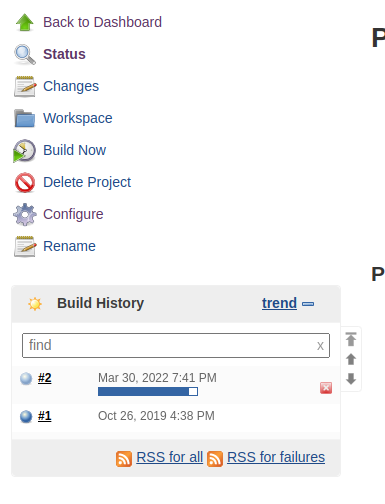 Back to Dashboard
P
Status
Changes
Workspace
Build Now
Delete Project
Configure
Rename
P
Build History trend
find x
#2 Mar 30, 2022 7:41 PM
#1 Oct 26, 2019 4:38 PM
RSS for all RSS for failures